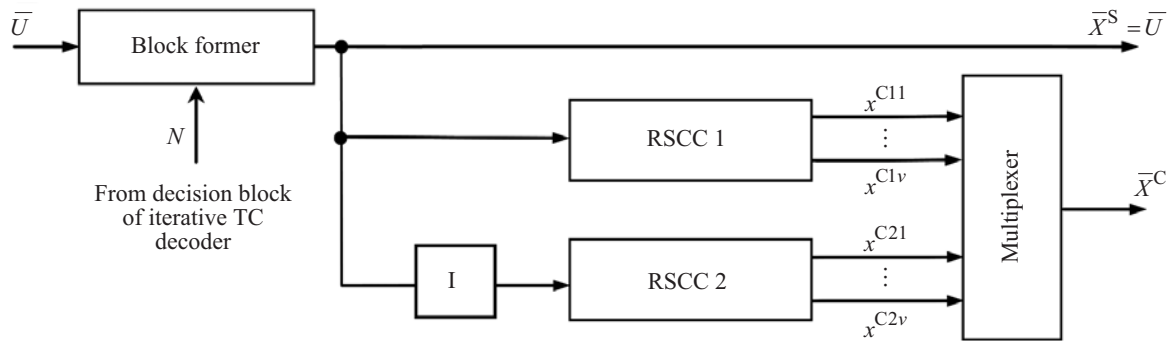 U̅
Block former
X̅ᔆ = U̅
N
From decision block
of iterative TC
decoder
RSCC 1
x^C11
⋮
x^C1v
I
RSCC 2
x^C21
⋮
x^C2v
Multiplexer
X̅^C